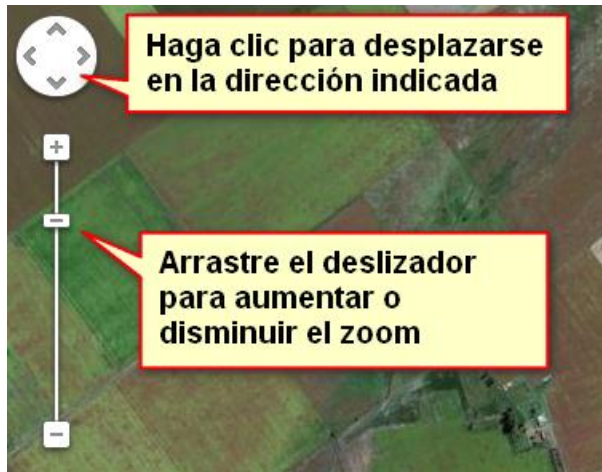 Haga clic para desplazarse
en la dirección indicada
Arrastre el deslizador
para aumentar o
disminuir el zoom